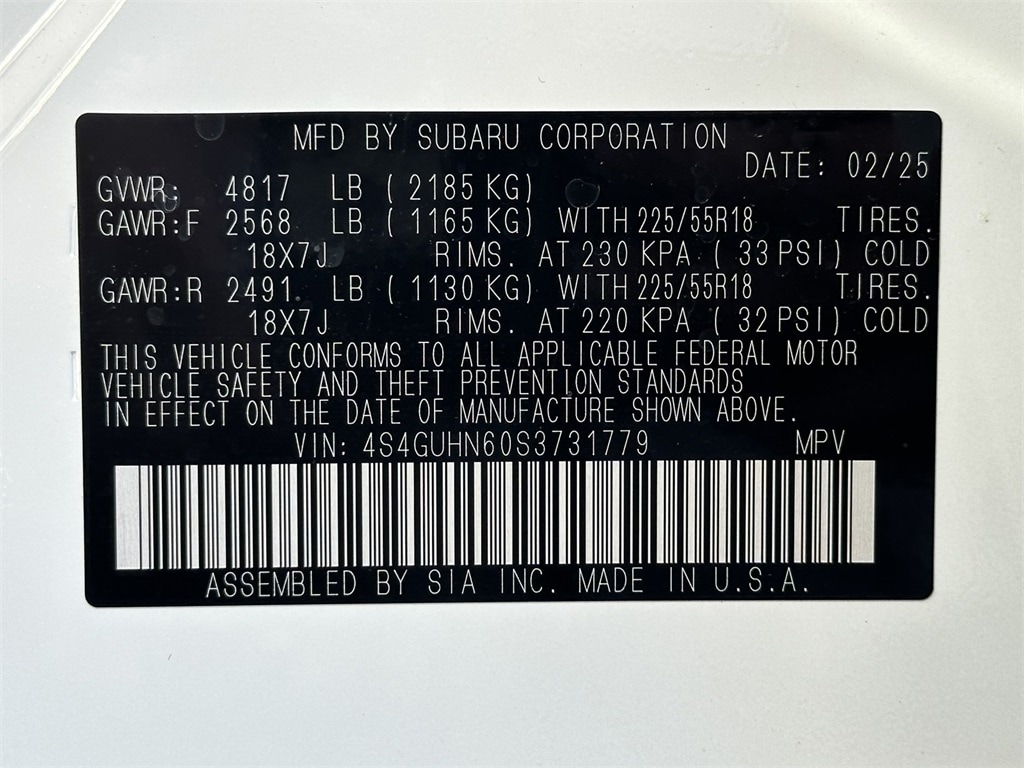 MFD BY SUBARU CORPORATION
DATE: 02/25
GVWR: 4817 LB ( 2185 KG)
GAWR:F 2568 LB ( 1165 KG) WITH 225/55R18 TIRES.
18X7J RIMS. AT 230 KPA ( 33 PSI) COLD
GAWR:R 2491 LB ( 1130 KG) WITH 225/55R18 TIRES.
18X7J RIMS. AT 220 KPA ( 32 PSI) COLD
THIS VEHICLE CONFORMS TO ALL APPLICABLE FEDERAL MOTOR
VEHICLE SAFETY AND THEFT PREVENTION STANDARDS
IN EFFECT ON THE DATE OF MANUFACTURE SHOWN ABOVE.
VIN: 4S4GUHN60S3731779 MPV
ASSEMBLED BY SIA INC. MADE IN U.S.A.